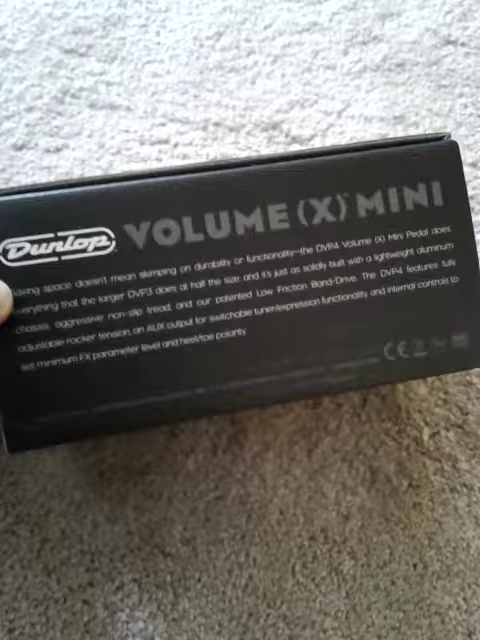 Dunlop VOLUME (X)™ MINI
Saving space doesn't mean skimping on durability or functionality—the DVP4 Volume (X) Mini Pedal does
everything that the larger DVP3 does at half the size, and it's just as solidly built with a lightweight aluminum
chassis, aggressive non-slip tread, and our patented Low Friction Band-Drive. The DVP4 features fully
adjustable rocker tension, an AUX output for switchable tuner/expression functionality, and internal controls to
set minimum FX parameter level and heel/toe polarity.
CE